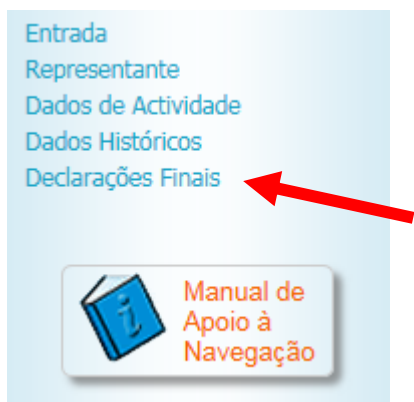 Entrada
Representante
Dados de Actividade
Dados Históricos
Declarações Finais
i
Manual de
Apoio à
Navegação